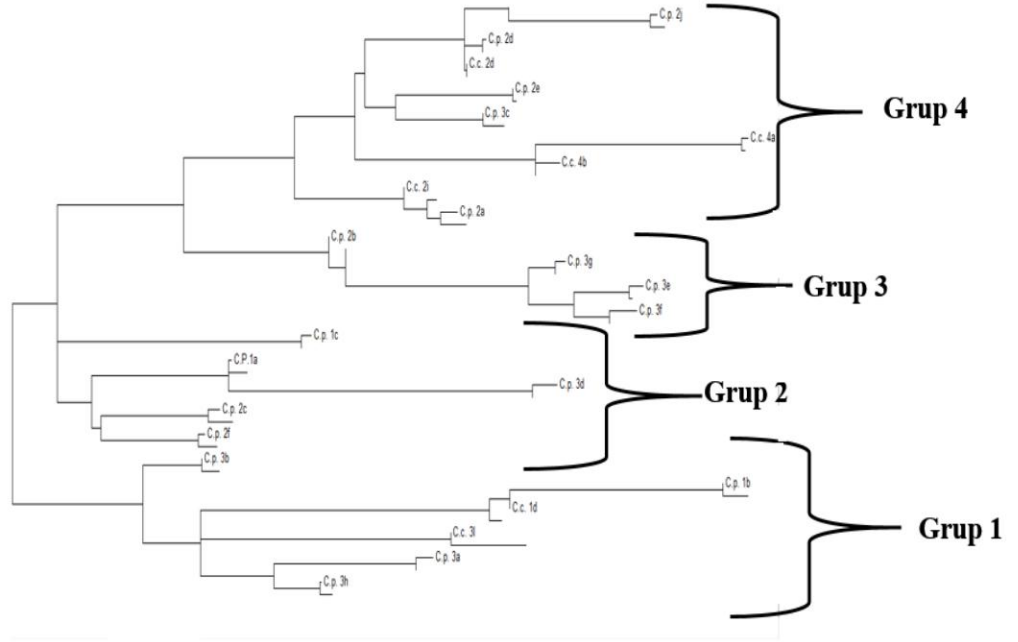 C.p. 2j
C.p. 2d
C.c. 2d
C.p. 2e
C.p. 3c
C.c. 4a
C.c. 4b
C.c. 2i
C.p. 2a
Grup 4
C.p. 2b
C.p. 3g
C.p. 3e
C.p. 3f
Grup 3
C.p. 1c
C.P.1a
C.p. 3d
C.p. 2c
C.p. 2f
Grup 2
C.p. 3b
C.p. 1b
C.c. 1d
C.c. 3i
C.p. 3a
C.p. 3h
Grup 1